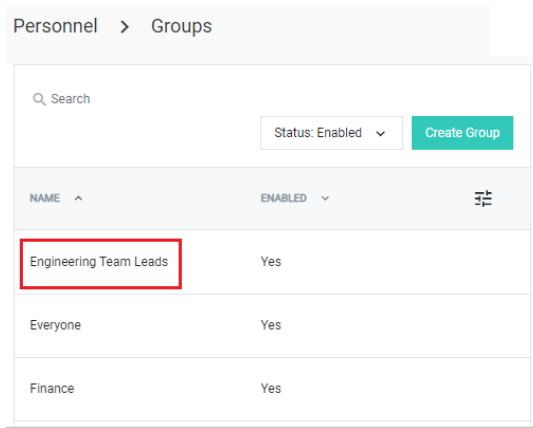 Personnel > Groups
Search
Status: Enabled Create Group
NAME ENABLED
Engineering Team Leads Yes
Everyone Yes
Finance Yes